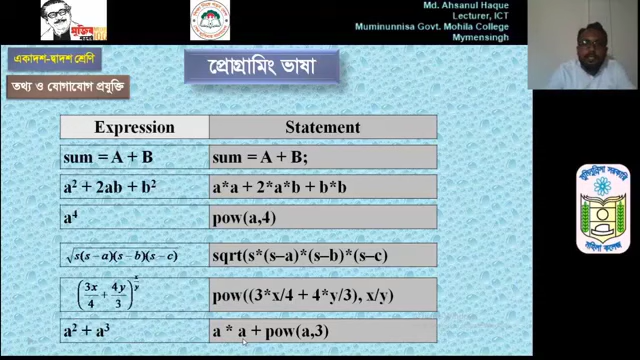 Md. Ahsanul Haque
Lecturer, ICT
Muminunnisa Govt. Mohila College
Mymensingh
একাদশ-দ্বাদশ শ্রেণি
তথ্য ও যোগাযোগ প্রযুক্তি
প্রোগ্রামিং ভাষা
Expression Statement
sum = A + B sum = A + B;
a² + 2ab + b² a*a + 2*a*b + b*b
a⁴ pow(a,4)
√s(s−a)(s−b)(s−c) sqrt(s*(s–a)*(s–b)*(s–c)
(3x/4 + 4y/3)^(x/y) pow((3*x/4 + 4*y/3), x/y)
a² + a³ a * a + pow(a,3)